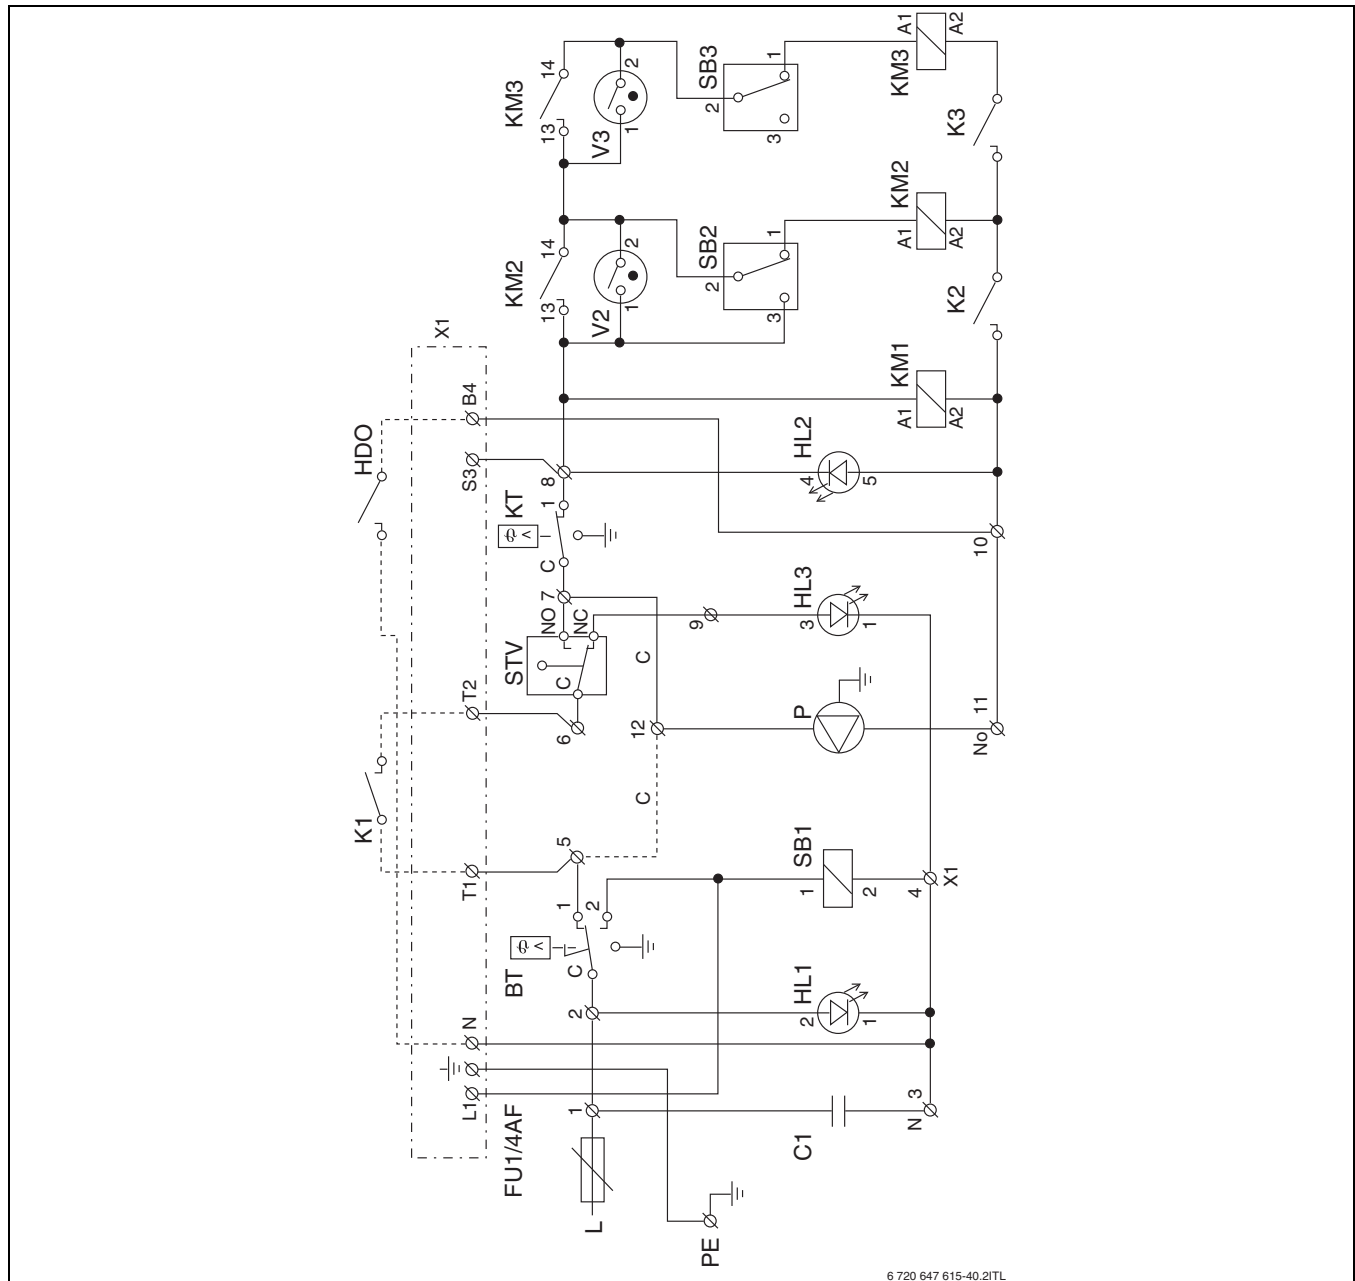 A1
A2
KM3
14
13
KM3
2
1
V3
SB3
2
1
3
K3
KM2
A1
A2
14
13
KM2
2
1
V2
SB2
2
1
3
K2
X1
KM1
A1
A2
B4
HDO
S3
8
HL2
4
5
KT
1
C
ϑ
10
7
NO
NC
STV
C
9
HL3
3
1
C
T2
6
12
P
No
11
K1
C
5
T1
SB1
1
2
4
X1
1
2
BT
C
ϑ
N
2
HL1
2
1
L1
1
FU1/4AF
C1
N
3
L
PE
6 720 647 615-40.2ITL